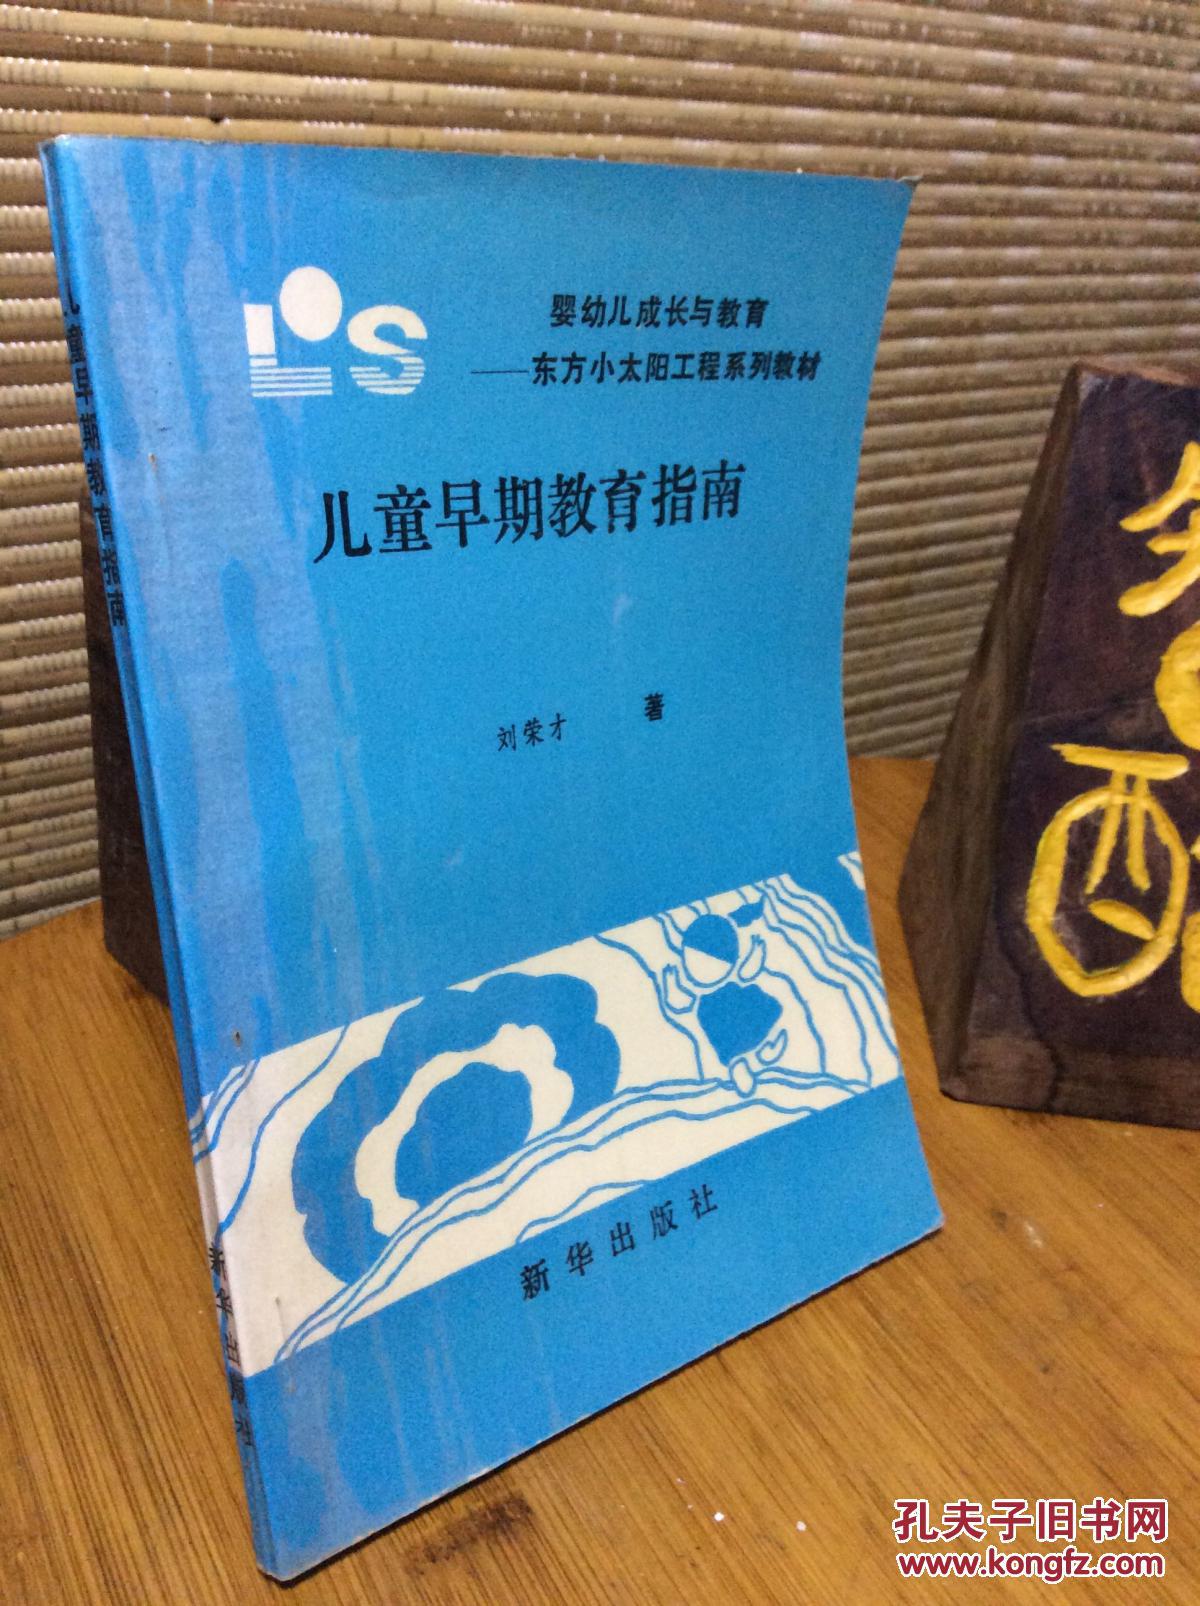 LS
婴幼儿成长与教育
——东方小太阳工程系列教材
儿童早期教育指南
刘荣才 著
新华出版社
儿童早期教育指南
新华出版社
孔夫子旧书网
www.kongfz.com